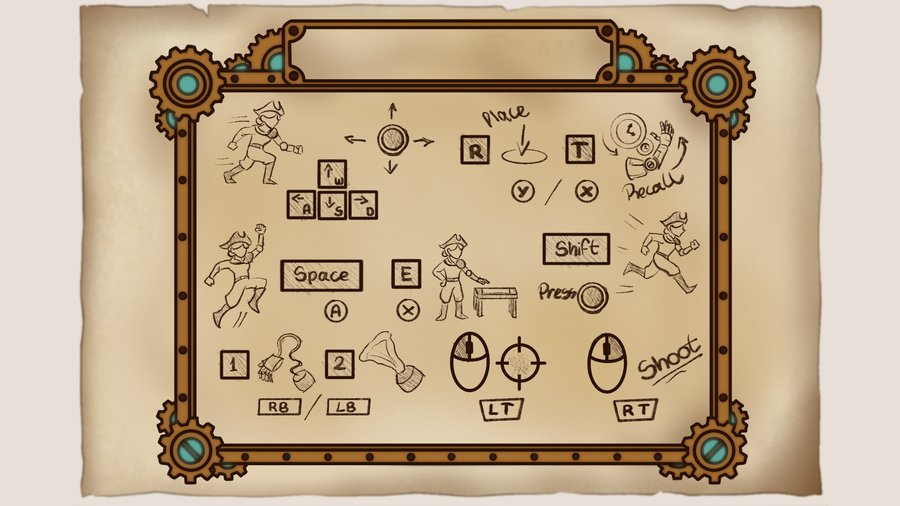 Place
R
T
Y / X
Recall
W
A
S
D
Space
E
Shift
A
X
Press
1
2
Shoot
RB / LB
LT
RT